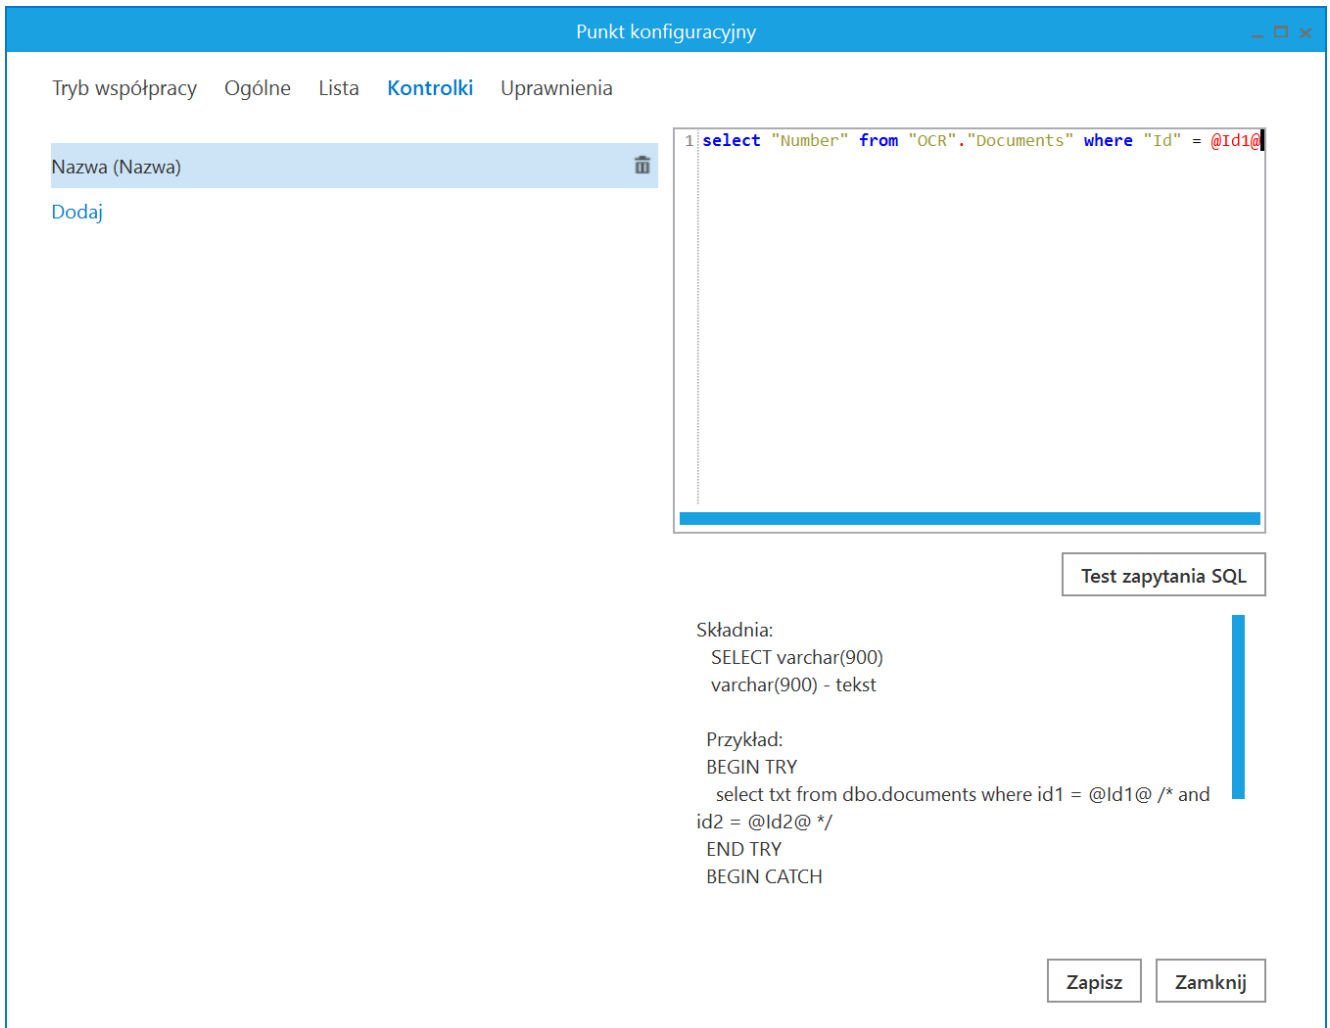 Punkt konfiguracyjny
Tryb współpracy Ogólne Lista Kontrolki Uprawnienia
Nazwa (Nazwa)
Dodaj
1 select "Number" from "OCR"."Documents" where "Id" = @Id1@
Test zapytania SQL
Składnia:
SELECT varchar(900)
varchar(900) - tekst
Przykład:
BEGIN TRY
select txt from dbo.documents where id1 = @Id1@ /* and
id2 = @Id2@ */
END TRY
BEGIN CATCH
Zapisz Zamknij